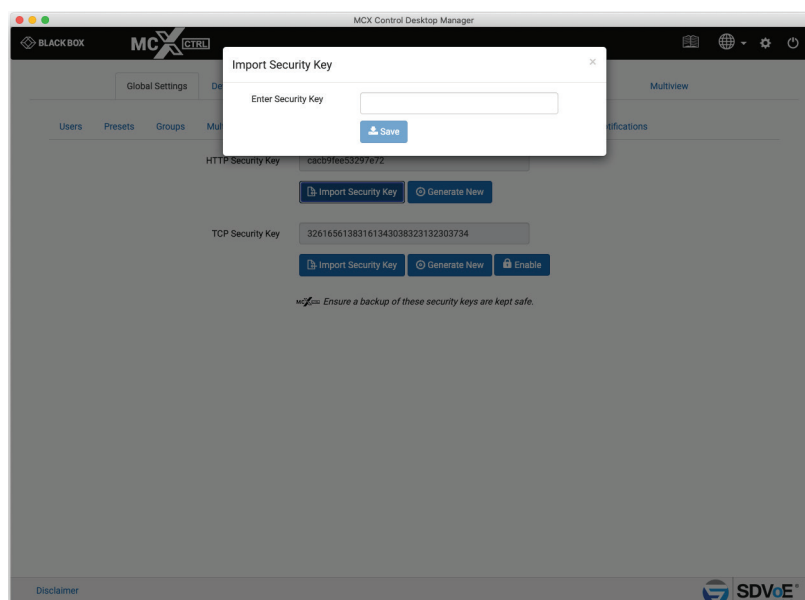 MCX Control Desktop Manager
BLACK BOX
MCX CTRL
Import Security Key
×
Global Settings
De
Multiview
Enter Security Key
Save
Users Presets Groups Mul
tifications
HTTP Security Key cacb9fee53297e72
Import Security Key Generate New
TCP Security Key 32616561383161343038323132303734
Import Security Key Generate New Enable
Ensure a backup of these security keys are kept safe.
Disclaimer
SDVoE